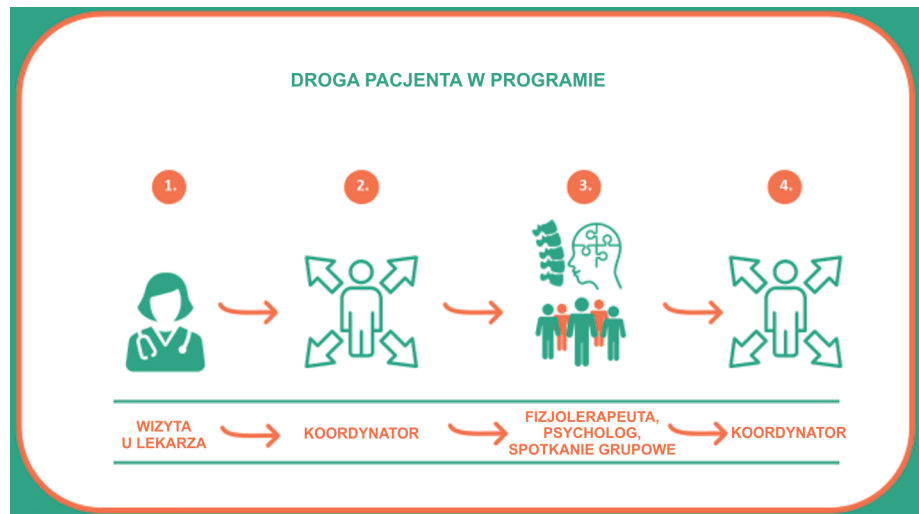 DROGA PACJENTA W PROGRAMIE
1.
2.
3.
4.
WIZYTA
U LEKARZA
KOORDYNATOR
FIZJOLERAPEUTA,
PSYCHOLOG,
SPOTKANIE GRUPOWE
KOORDYNATOR